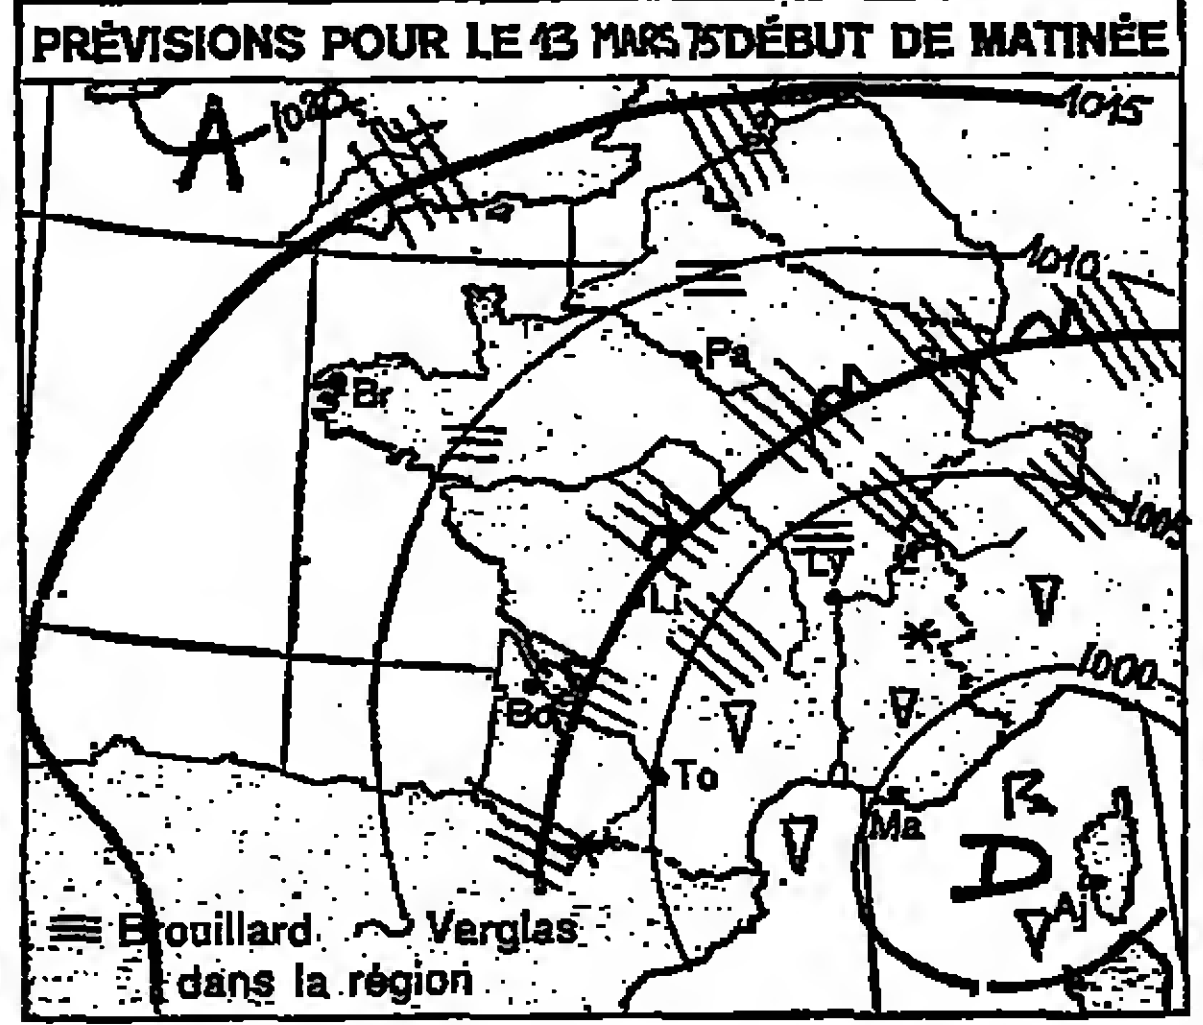 PRÉVISIONS POUR LE 13 MARS 75 DÉBUT DE MATINÉE
A
1020
1015
1010
Pa
Br
1005
Ly
Li
1000
Bo
To
Ma
D
Aj
Brouillard Verglas
dans la région